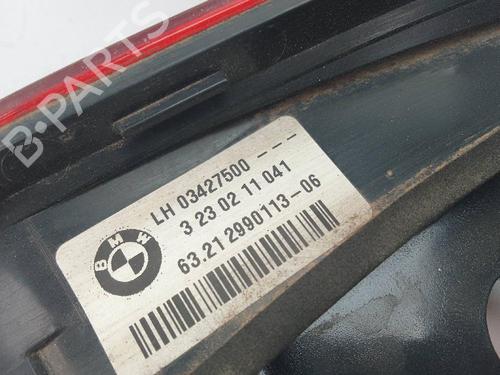 B-PARTS
LH 03427500 ---
3 23 02 11 041
63.21 2990113-06
BMW